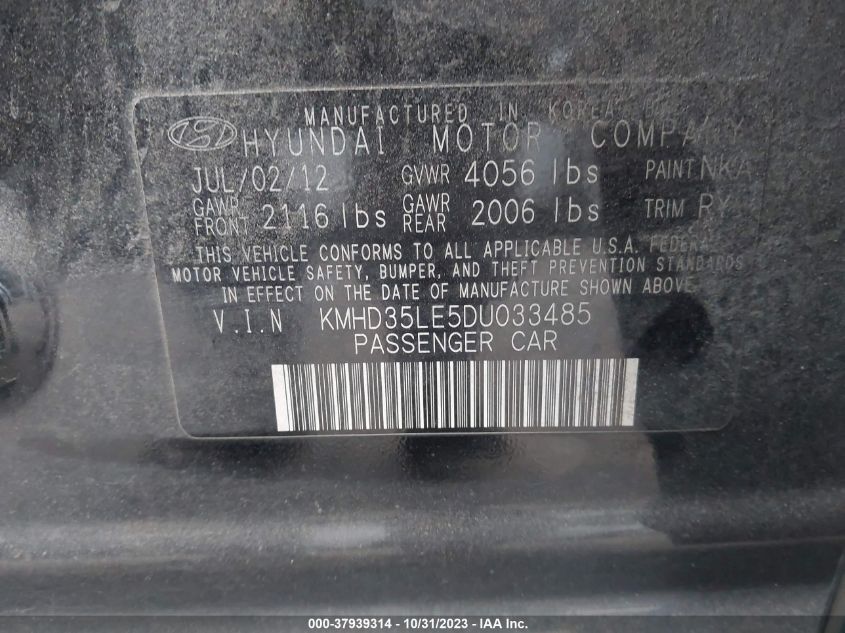 MANUFACTURED IN KOREA
HYUNDAI MOTOR COMPANY
JUL/02/12 GVWR 4056 lbs PAINT NKA
GAWR FRONT 2116 lbs GAWR REAR 2006 lbs TRIM RY
THIS VEHICLE CONFORMS TO ALL APPLICABLE U.S.A. FEDERAL
MOTOR VEHICLE SAFETY, BUMPER, AND THEFT PREVENTION STANDARDS
IN EFFECT ON THE DATE OF MANUFACTURE SHOWN ABOVE.
V.I.N KMHD35LE5DU033485
PASSENGER CAR
000-37939314 - 10/31/2023 - IAA Inc.